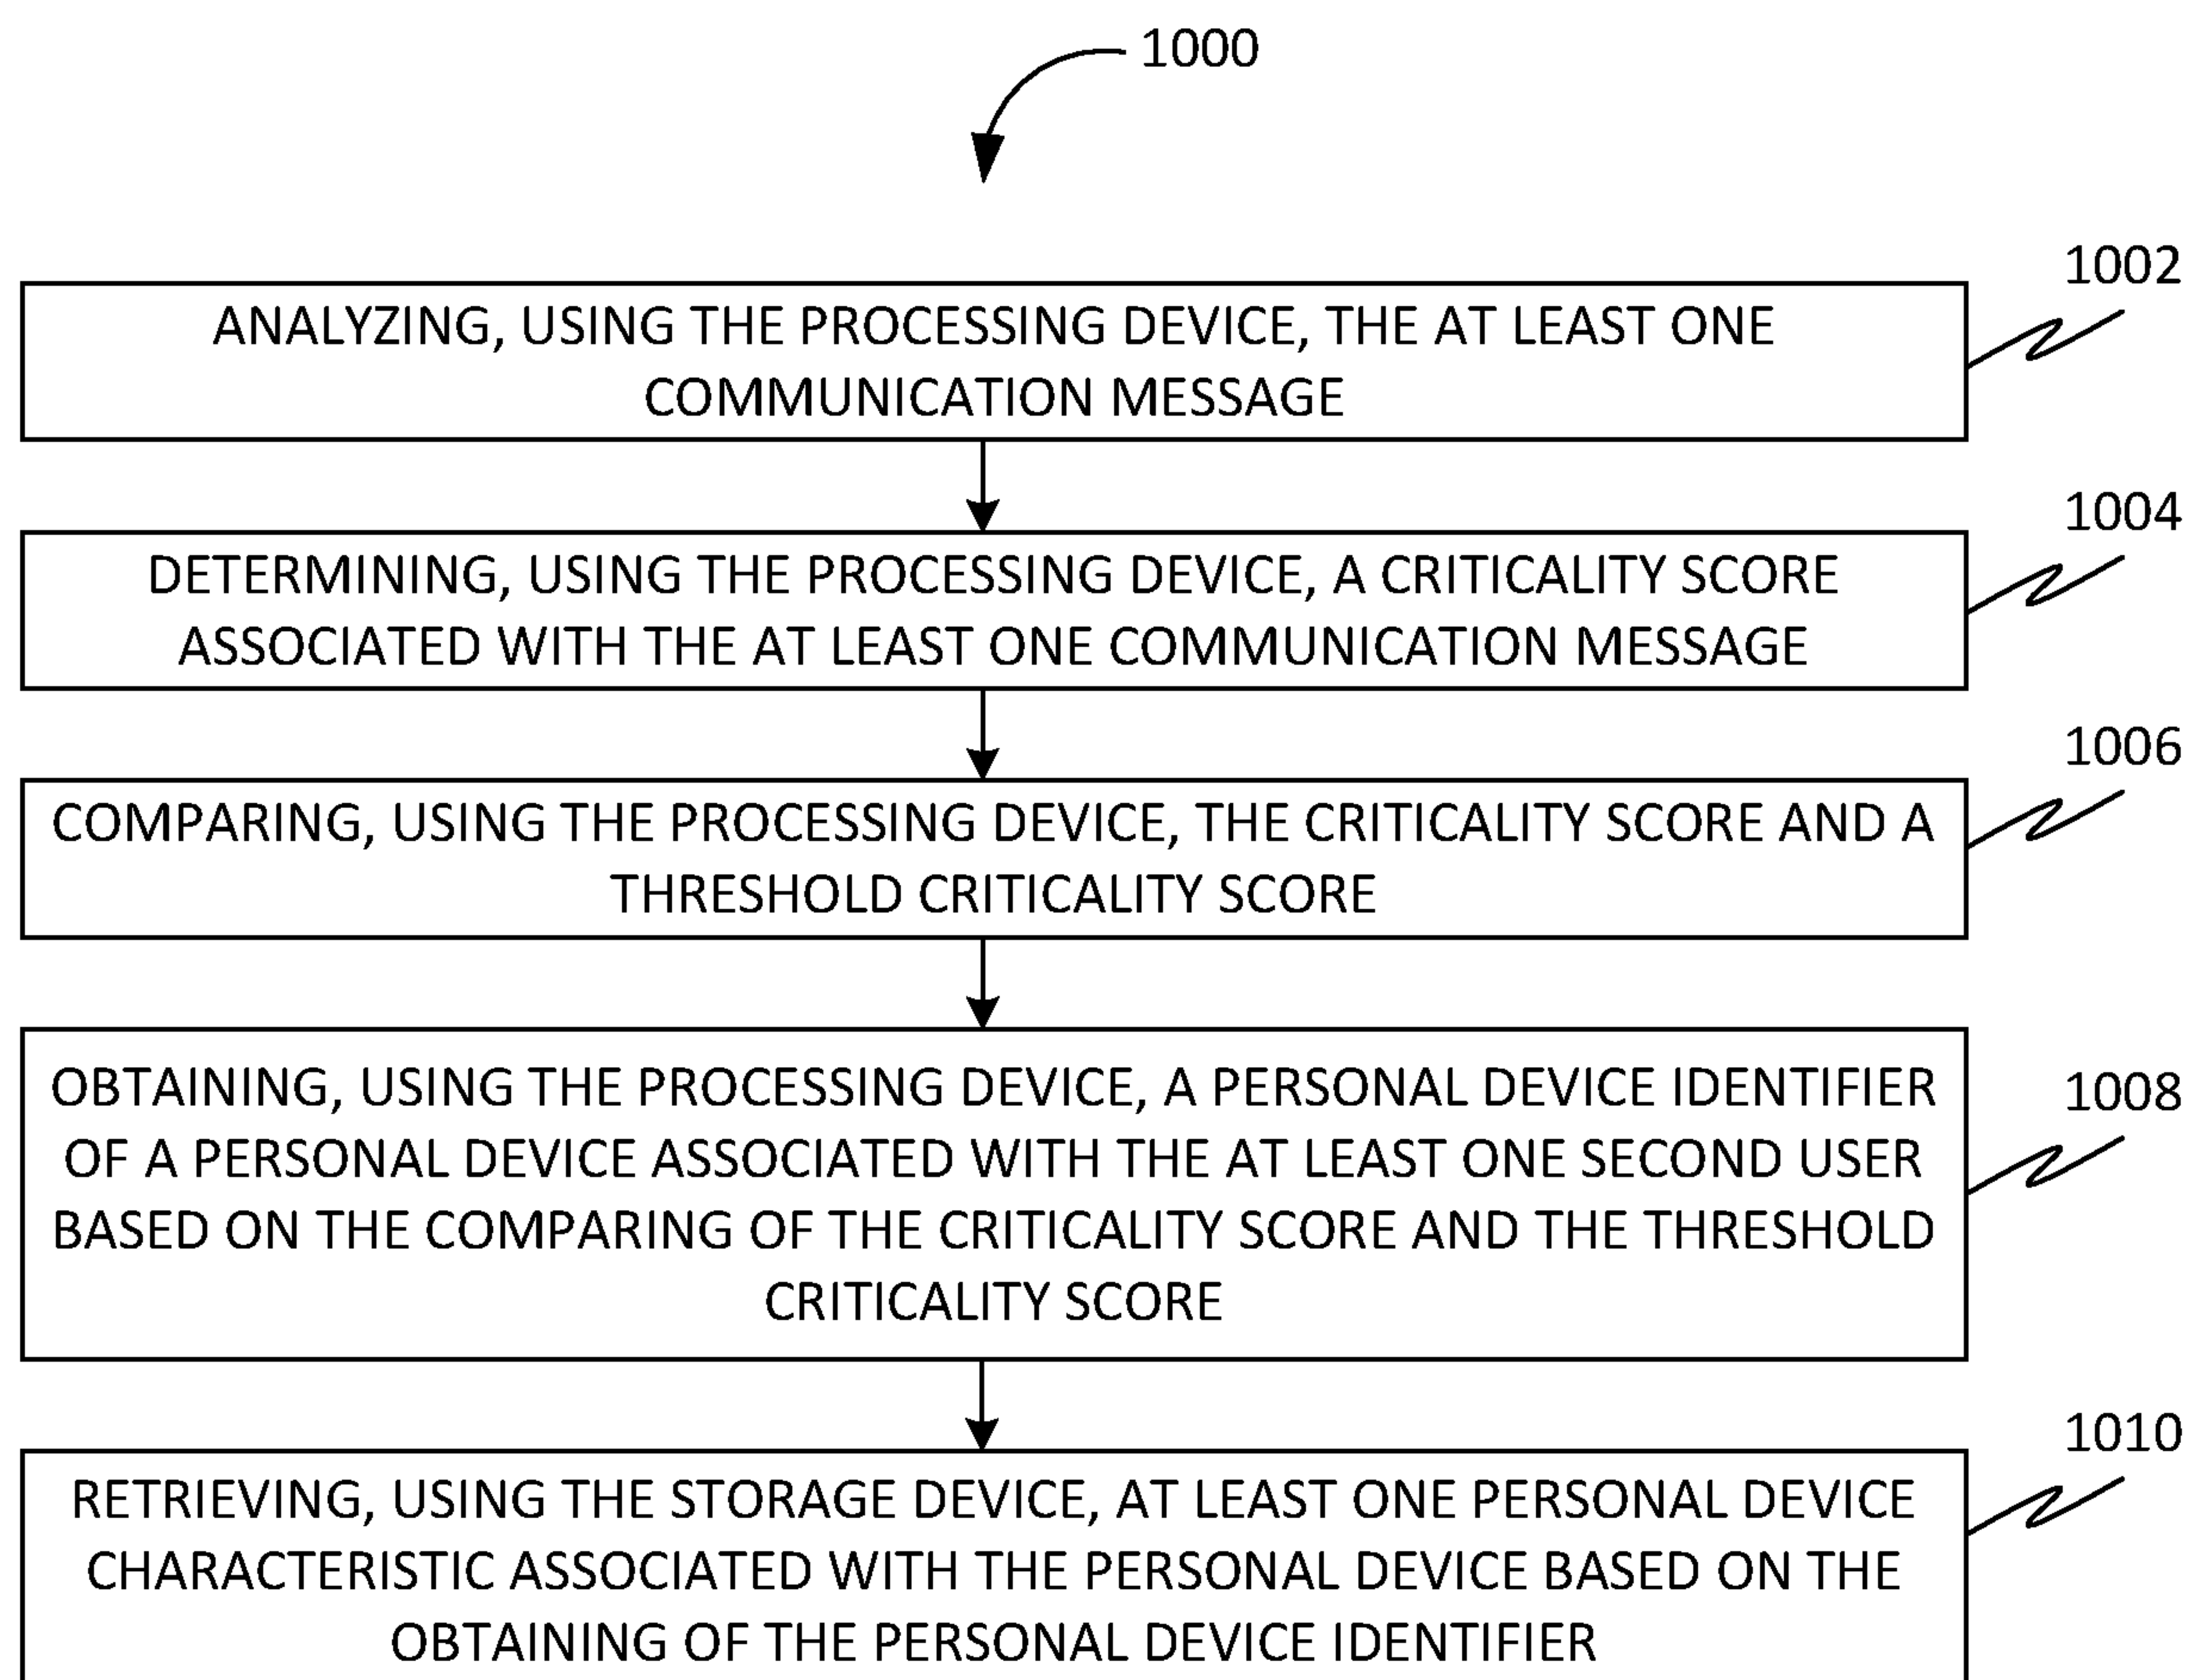 1000
1002
ANALYZING, USING THE PROCESSING DEVICE, THE AT LEAST ONE
COMMUNICATION MESSAGE
1004
DETERMINING, USING THE PROCESSING DEVICE, A CRITICALITY SCORE
ASSOCIATED WITH THE AT LEAST ONE COMMUNICATION MESSAGE
1006
COMPARING, USING THE PROCESSING DEVICE, THE CRITICALITY SCORE AND A
THRESHOLD CRITICALITY SCORE
1008
OBTAINING, USING THE PROCESSING DEVICE, A PERSONAL DEVICE IDENTIFIER
OF A PERSONAL DEVICE ASSOCIATED WITH THE AT LEAST ONE SECOND USER
BASED ON THE COMPARING OF THE CRITICALITY SCORE AND THE THRESHOLD
CRITICALITY SCORE
1010
RETRIEVING, USING THE STORAGE DEVICE, AT LEAST ONE PERSONAL DEVICE
CHARACTERISTIC ASSOCIATED WITH THE PERSONAL DEVICE BASED ON THE
OBTAINING OF THE PERSONAL DEVICE IDENTIFIER